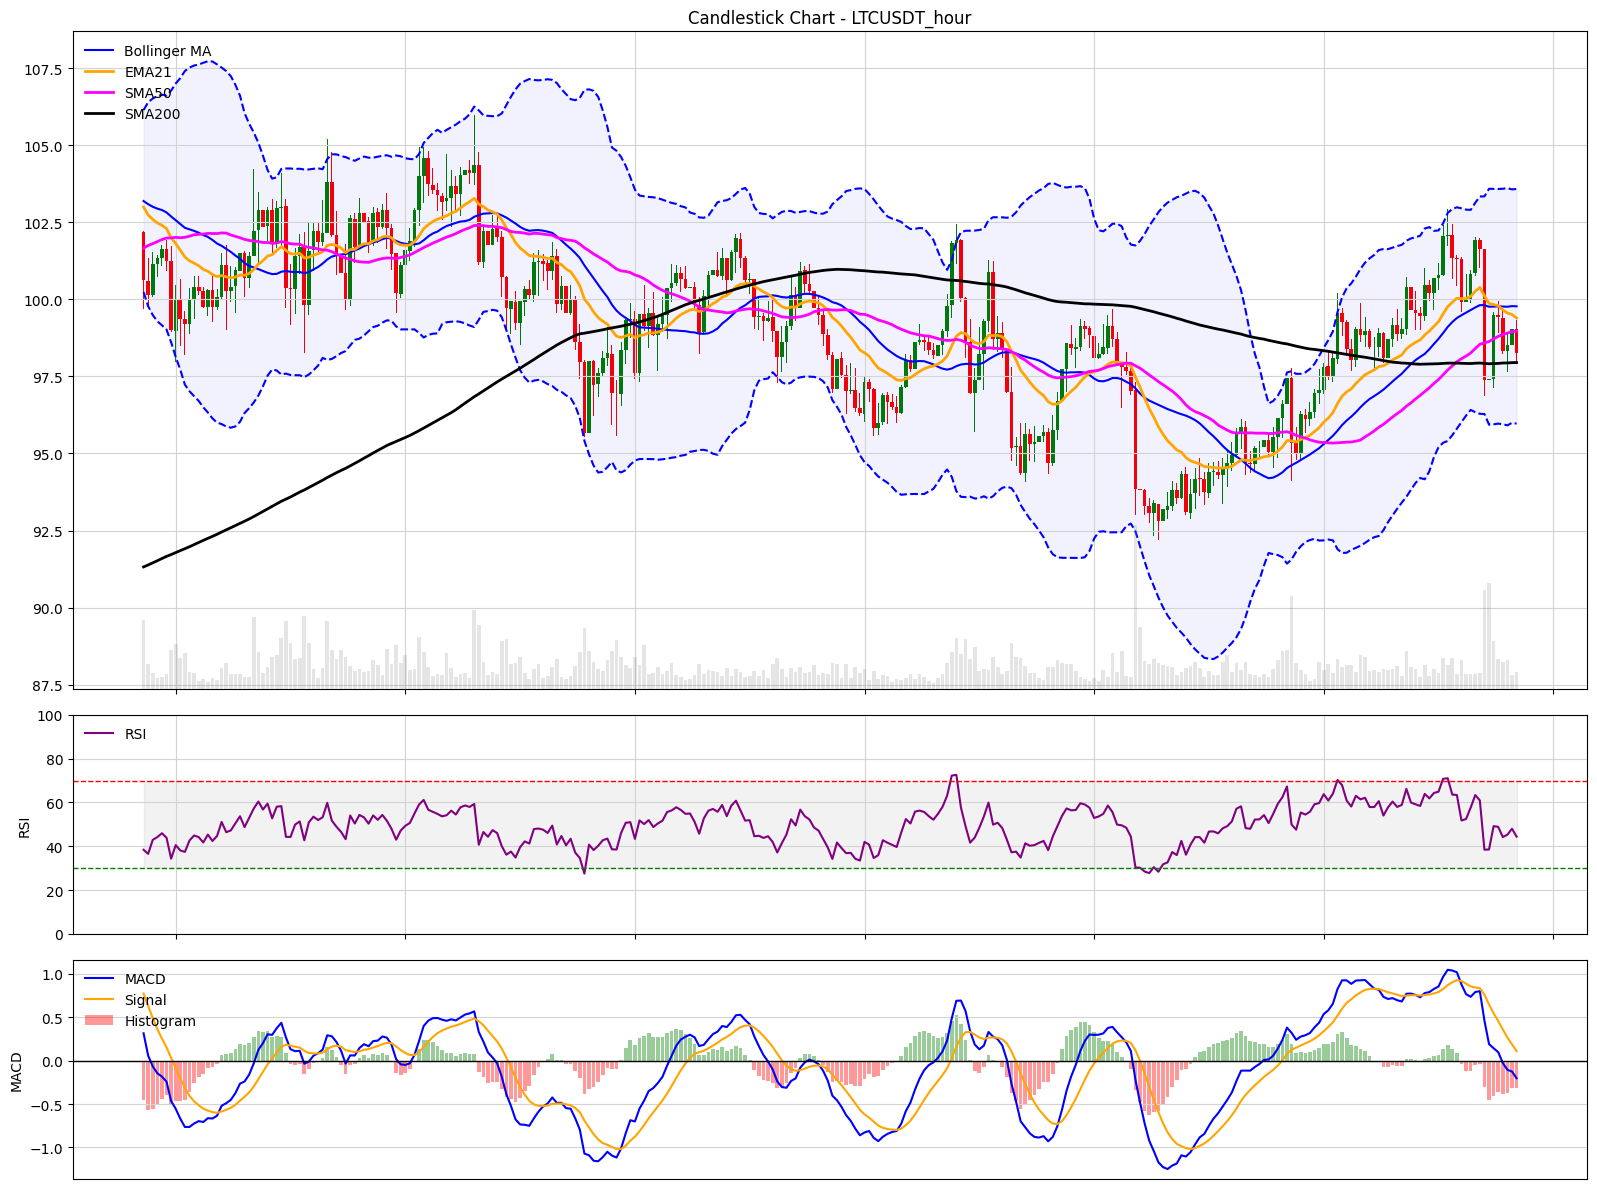 Candlestick Chart - LTCUSDT_hour
Bollinger MA
EMA21
SMA50
SMA200
107.5
105.0
102.5
100.0
97.5
95.0
92.5
90.0
87.5
RSI
100
80
60
40
20
0
RSI
MACD
Signal
Histogram
1.0
0.5
0.0
−0.5
−1.0
MACD